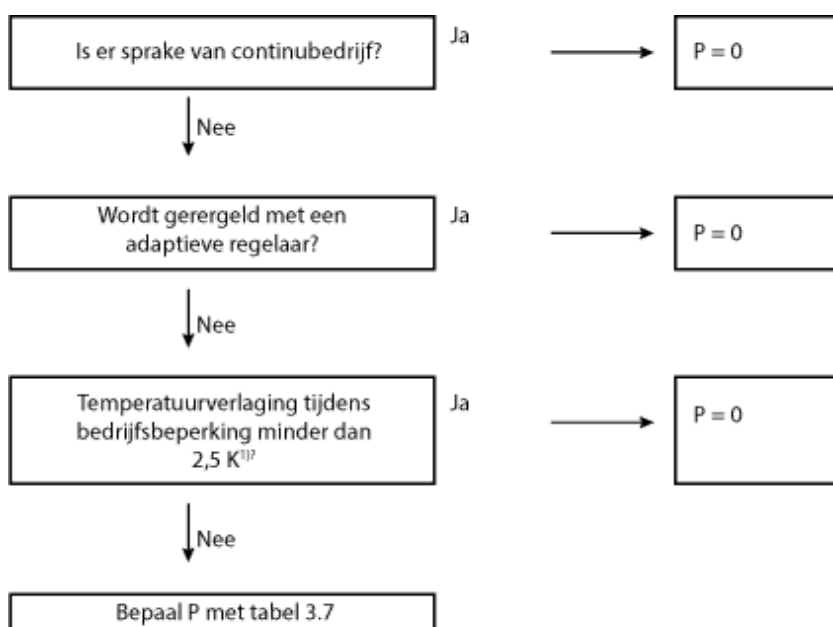 Is er sprake van continubedrijf?
Ja
P = 0
Nee
Wordt gerergeld met een
adaptieve regelaar?
Ja
P = 0
Nee
Temperatuurverlaging tijdens
bedrijfsbeperking minder dan
2,5 K¹⁾?
Ja
P = 0
Nee
Bepaal P met tabel 3.7